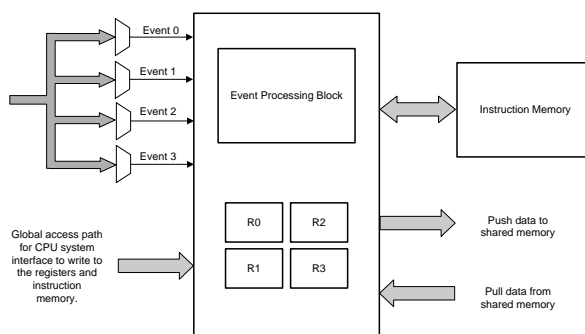 Event 0
Event 1
Event 2
Event 3
Event Processing Block
Instruction Memory
R0
R2
R1
R3
Global access path
for CPU system
interface to write to
the registers and
instruction
memory.
Push data to
shared memory
Pull data from
shared memory